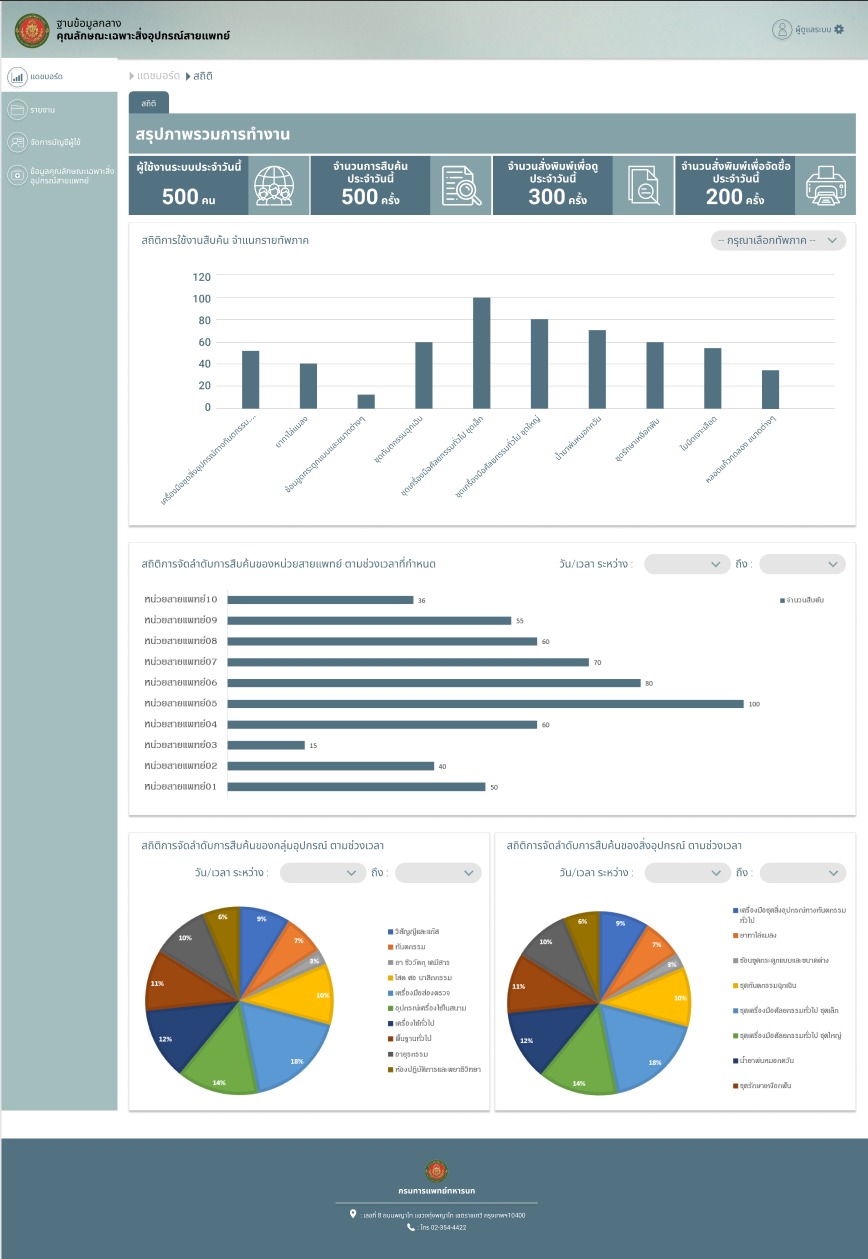 ฐานข้อมูลกลาง
คุณลักษณะเฉพาะสิ่งอุปกรณ์สายแพทย์
ผู้ดูแลระบบ
แดชบอร์ด
รายงาน
จัดการบัญชีผู้ใช้
ข้อมูลคุณลักษณะเฉพาะสิ่ง
อุปกรณ์สายแพทย์
แดชบอร์ด สถิติ
สถิติ
สรุปภาพรวมการทำงาน
ผู้ใช้งานระบบประจำวันนี้
500 คน
จำนวนการสืบค้น
ประจำวันนี้
500 ครั้ง
จำนวนสั่งพิมพ์เพื่อดู
ประจำวันนี้
300 ครั้ง
จำนวนสั่งพิมพ์เพื่อจัดซื้อ
ประจำวันนี้
200 ครั้ง
สถิติการใช้งานสืบค้น จำแนกรายทัพภาค
-- กรุณาเลือกทัพภาค --
120
100
80
60
40
20
0
เครื่องมือชุดสิ่งอุปกรณ์ทางทันตกรรม...
ยาทาไล่แมลง
ช้อนขูดกระดูกแบบและขนาดต่างๆ
ชุดทันตกรรมฉุกเฉิน
ชุดเครื่องมือศัลยกรรมทั่วไป ชุดเล็ก
ชุดเครื่องมือศัลยกรรมทั่วไป ชุดใหญ่
น้ำยาพ่นหมอกควัน
ชุดรักษาเหงือกฟัน
ใบมีดเจาะเลือด
หลอดแก้วทดลอง ขนาดต่างๆ
สถิติการจัดลำดับการสืบค้นของหน่วยสายแพทย์ ตามช่วงเวลาที่กำหนด
วัน/เวลา ระหว่าง : ถึง :
จำนวนสืบค้น
หน่วยสายแพทย์10 36
หน่วยสายแพทย์09 55
หน่วยสายแพทย์08 60
หน่วยสายแพทย์07 70
หน่วยสายแพทย์06 80
หน่วยสายแพทย์05 100
หน่วยสายแพทย์04 60
หน่วยสายแพทย์03 15
หน่วยสายแพทย์02 40
หน่วยสายแพทย์01 50
สถิติการจัดลำดับการสืบค้นของกลุ่มอุปกรณ์ ตามช่วงเวลา
วัน/เวลา ระหว่าง : ถึง :
9%
7%
3%
10%
18%
14%
12%
11%
10%
6%
วิสัญญีและแก๊ส
ทันตกรรม
ยา ชีววัตถุ เคมีสาร
โสต ศอ นาสิกกรรม
เครื่องมือส่องตรวจ
อุปกรณ์เครื่องใช้ในสนาม
เครื่องใช้ทั่วไป
พื้นฐานทั่วไป
อายุรกรรม
ห้องปฏิบัติการและพยาธิวิทยา
สถิติการจัดลำดับการสืบค้นของสิ่งอุปกรณ์ ตามช่วงเวลา
วัน/เวลา ระหว่าง : ถึง :
9%
7%
3%
10%
18%
14%
12%
11%
10%
6%
เครื่องมือชุดสิ่งอุปกรณ์ทางทันตกรรม
ทั่วไป
ยาทาไล่แมลง
ช้อนขูดกระดูกแบบและขนาดต่าง
ชุดทันตกรรมฉุกเฉิน
ชุดเครื่องมือศัลยกรรมทั่วไป ชุดเล็ก
ชุดเครื่องมือศัลยกรรมทั่วไป ชุดใหญ่
น้ำยาพ่นหมอกควัน
ชุดรักษาเหงือกฟัน
กรมการแพทย์ทหารบก
: เลขที่ 8 ถนนพญาไท แขวงทุ่งพญาไท เขตราชเทวี กรุงเทพฯ10400
: โทร 02-354-4422